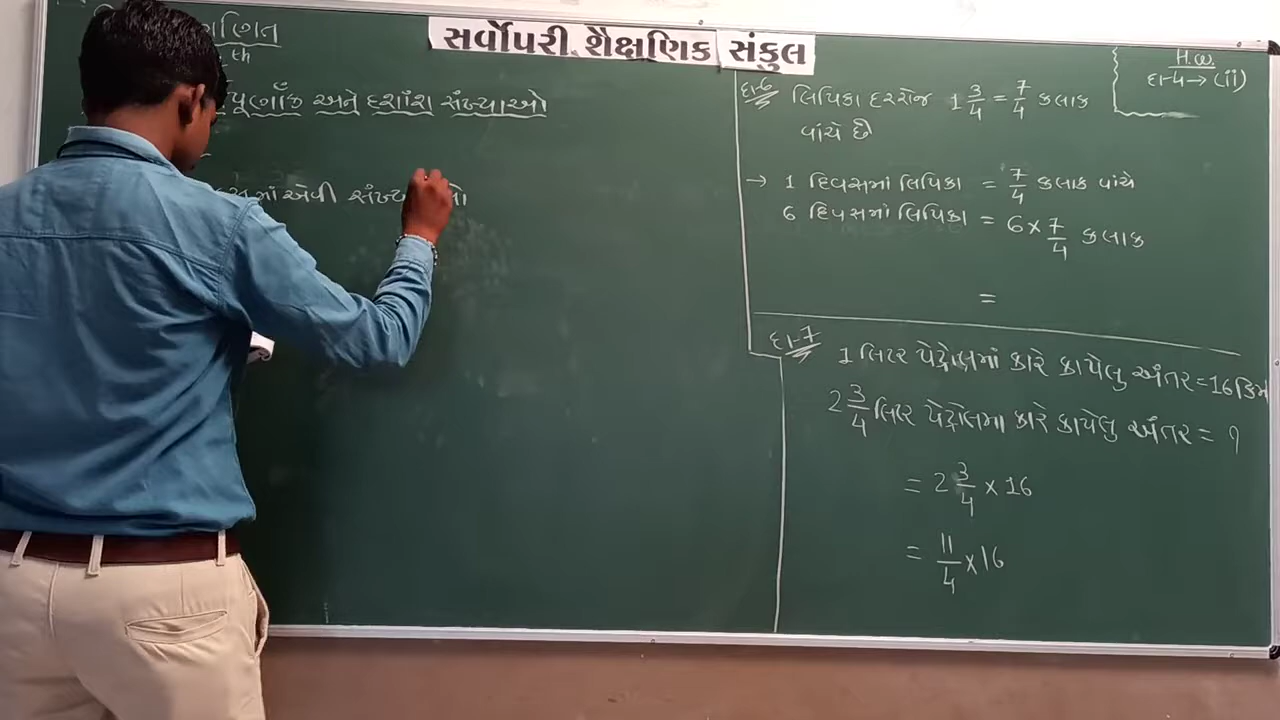 સર્વોપરી શૈક્ષણિક સંકુલ
ગણિત
th
પૂર્ણાંક અને દશાંશ સંખ્યાઓ
માં એવી
H.W.
દા-5 → (ii)
દા-6 લિપિકા દરરોજ 1 3/4 = 7/4 કલાક
વાંચે છે
→ 1 દિવસમાં લિપિકા = 7/4 કલાક વાંચે
6 દિવસમાં લિપિકા = 6 × 7/4 કલાક
=
દા-7 1 લિટર પેટ્રોલમાં કારે કાપેલુ અંતર = 16 કિમ
2 3/4 લિટર પેટ્રોલમા કારે કાપેલુ અંતર = ?
= 2 3/4 × 16
= 11/4 × 16